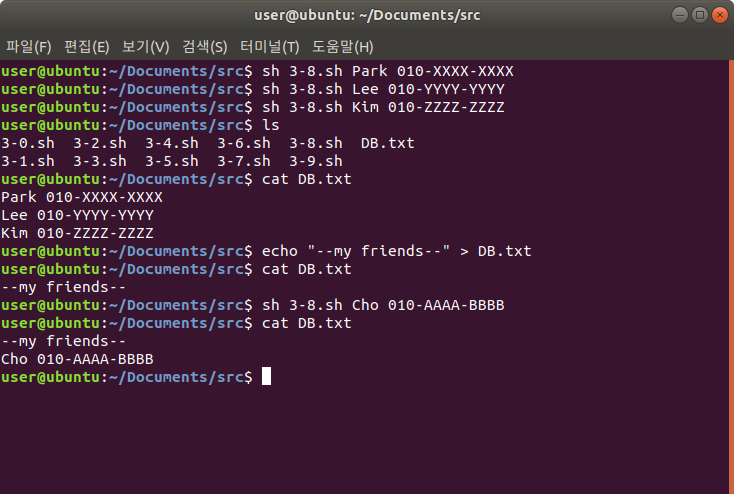 user@ubuntu: ~/Documents/src
파일(F) 편집(E) 보기(V) 검색(S) 터미널(T) 도움말(H)
user@ubuntu:~/Documents/src$ sh 3-8.sh Park 010-XXXX-XXXX
user@ubuntu:~/Documents/src$ sh 3-8.sh Lee 010-YYYY-YYYY
user@ubuntu:~/Documents/src$ sh 3-8.sh Kim 010-ZZZZ-ZZZZ
user@ubuntu:~/Documents/src$ ls
3-0.sh  3-2.sh  3-4.sh  3-6.sh  3-8.sh  DB.txt
3-1.sh  3-3.sh  3-5.sh  3-7.sh  3-9.sh
user@ubuntu:~/Documents/src$ cat DB.txt
Park 010-XXXX-XXXX
Lee 010-YYYY-YYYY
Kim 010-ZZZZ-ZZZZ
user@ubuntu:~/Documents/src$ echo "--my friends--" > DB.txt
user@ubuntu:~/Documents/src$ cat DB.txt
--my friends--
user@ubuntu:~/Documents/src$ sh 3-8.sh Cho 010-AAAA-BBBB
user@ubuntu:~/Documents/src$ cat DB.txt
--my friends--
Cho 010-AAAA-BBBB
user@ubuntu:~/Documents/src$